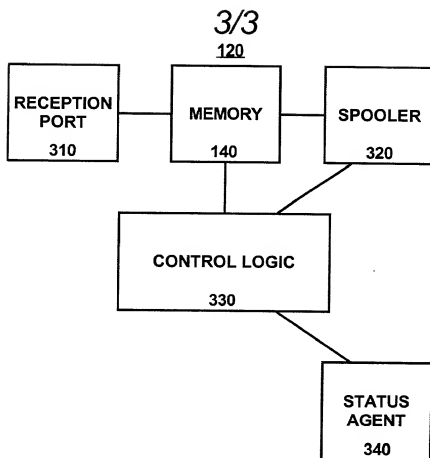 3/3
120
RECEPTION
PORT
310
MEMORY
140
SPOOLER
320
CONTROL LOGIC
330
STATUS
AGENT
340